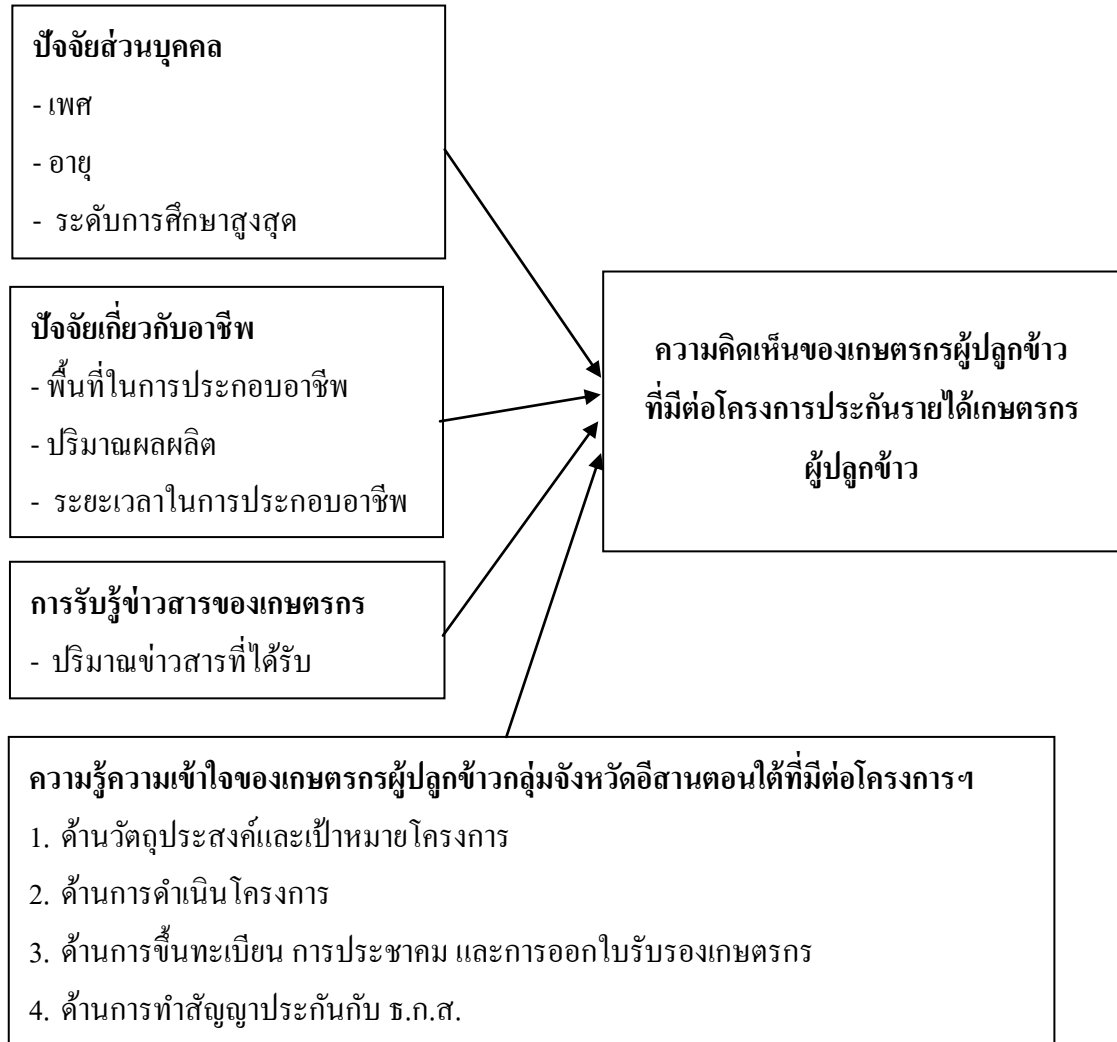 ปัจจัยส่วนบุคคล
- เพศ
- อายุ
- ระดับการศึกษาสูงสุด
ปัจจัยเกี่ยวกับอาชีพ
- พื้นที่ในการประกอบอาชีพ
- ปริมาณผลผลิต
- ระยะเวลาในการประกอบอาชีพ
การรับรู้ข่าวสารของเกษตรกร
- ปริมาณข่าวสารที่ได้รับ
ความคิดเห็นของเกษตรกรผู้ปลูกข้าว
ที่มีต่อโครงการประกันรายได้เกษตรกร
ผู้ปลูกข้าว
ความรู้ความเข้าใจของเกษตรกรผู้ปลูกข้าวกลุ่มจังหวัดอีสานตอนใต้ที่มีต่อโครงการฯ
1. ด้านวัตถุประสงค์และเป้าหมายโครงการ
2. ด้านการดำเนินโครงการ
3. ด้านการขึ้นทะเบียน การประชาคม และการออกใบรับรองเกษตรกร
4. ด้านการทำสัญญาประกันกับ ธ.ก.ส.